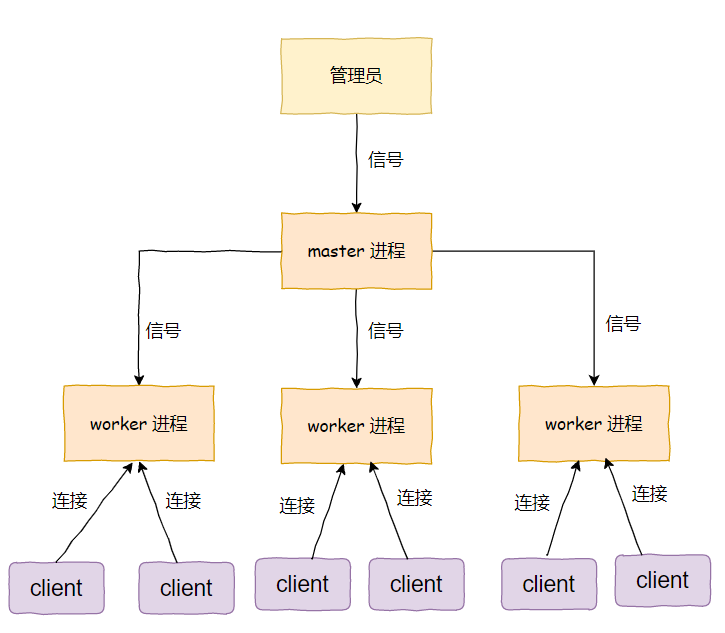 管理员
信号
master 进程
信号
信号
信号
worker 进程
worker 进程
worker 进程
连接
连接
连接
连接
连接
连接
client
client
client
client
client
client